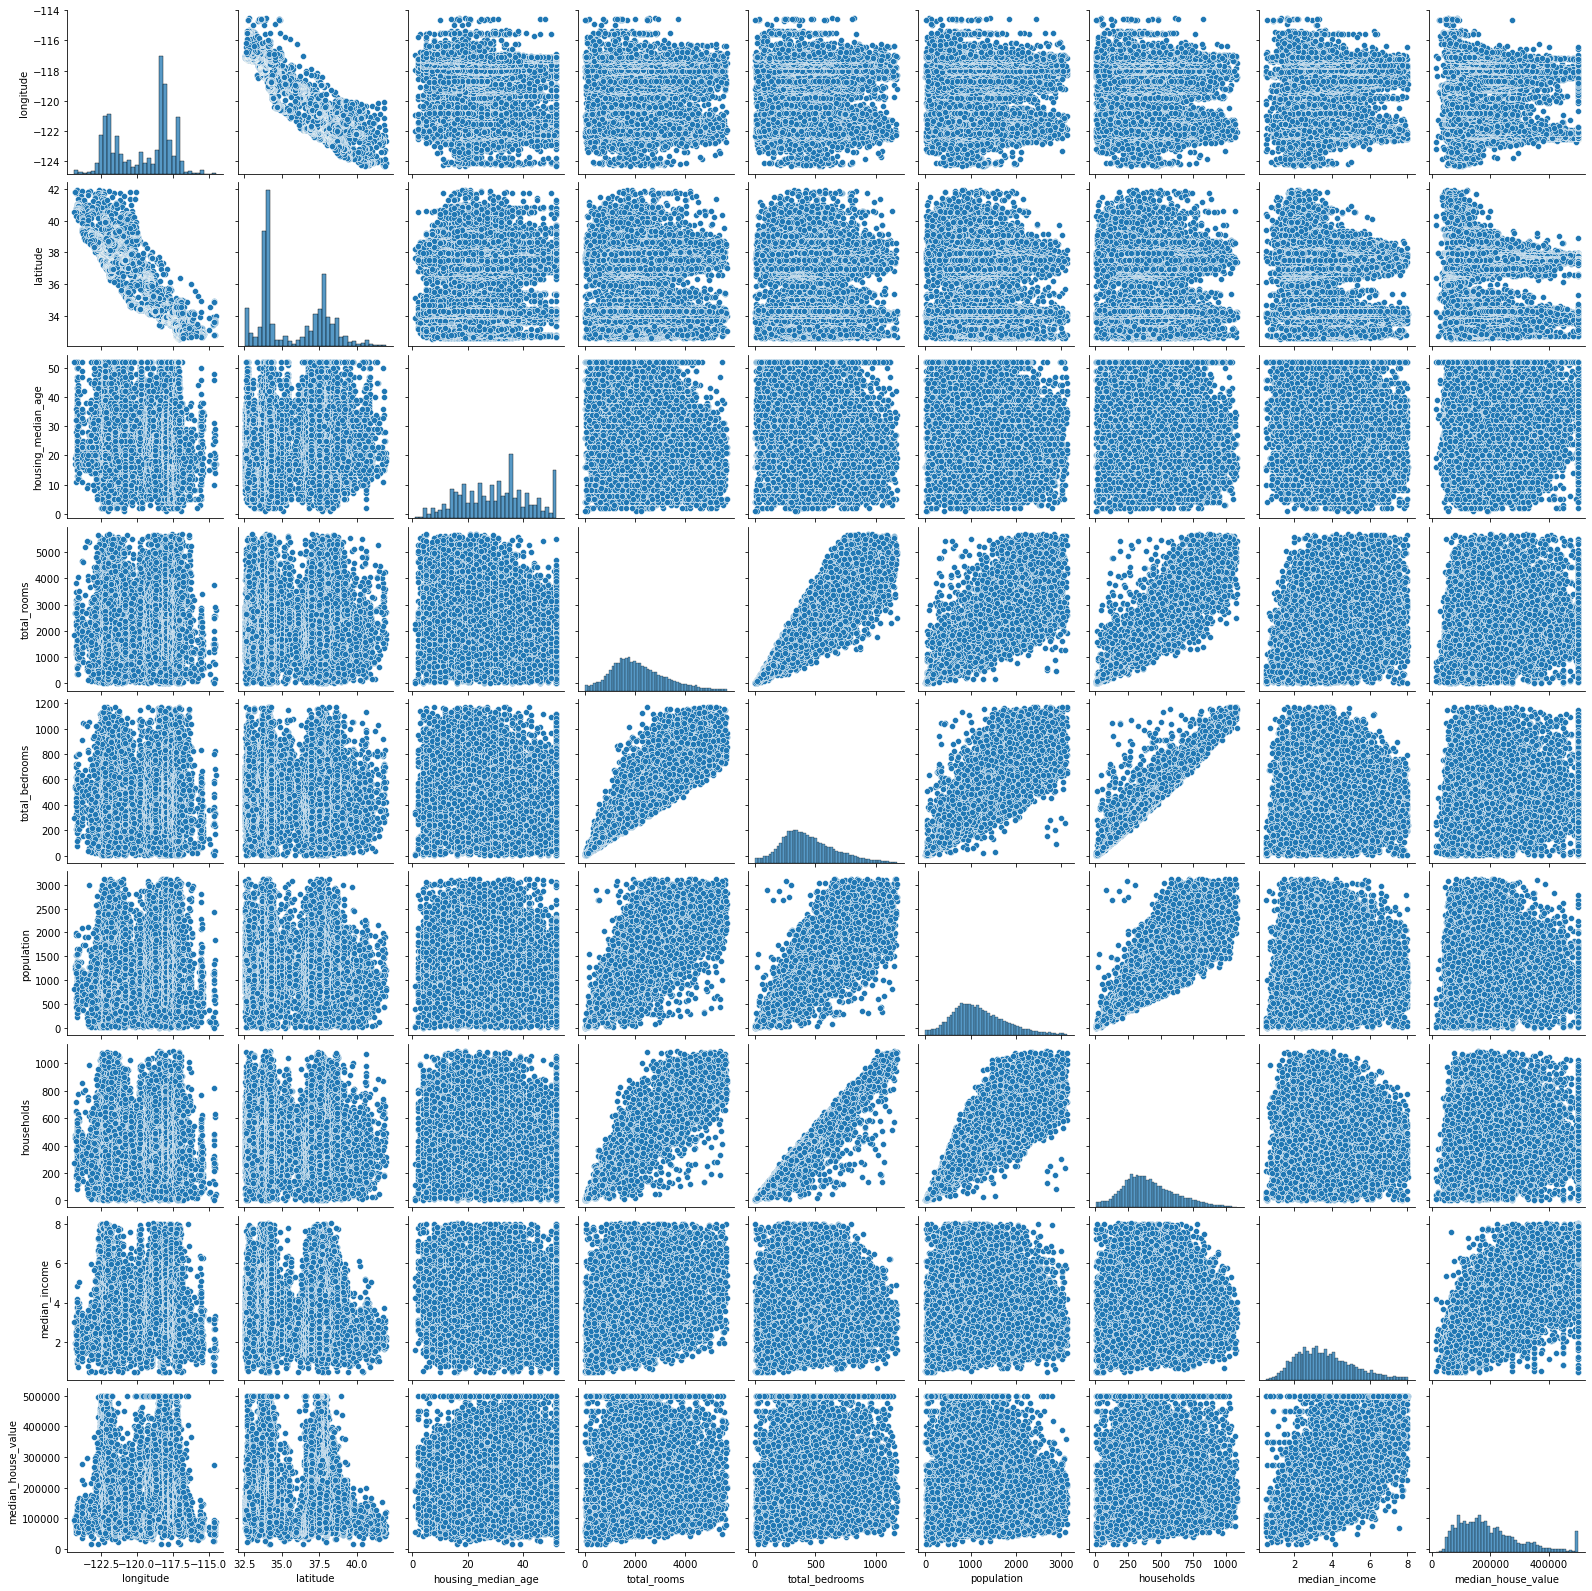 −114
−116
−118
−120
−122
−124
longitude
42
40
38
36
34
latitude
50
40
30
20
10
0
housing_median_age
5000
4000
3000
2000
1000
0
total_rooms
1200
1000
800
600
400
200
0
total_bedrooms
3000
2500
2000
1500
1000
500
0
population
1000
800
600
400
200
0
households
8
6
4
2
median_income
500000
400000
300000
200000
100000
0
median_house_value
−122.5 −120.0 −117.5 −115.0
32.5 35.0 37.5 40.0
0 20 40
0 2000 4000
0 500 1000
0 1000 2000 3000
0 250 500 750 1000
2 4 6 8
0 200000 400000
longitude
latitude
housing_median_age
total_rooms
total_bedrooms
population
households
median_income
median_house_value